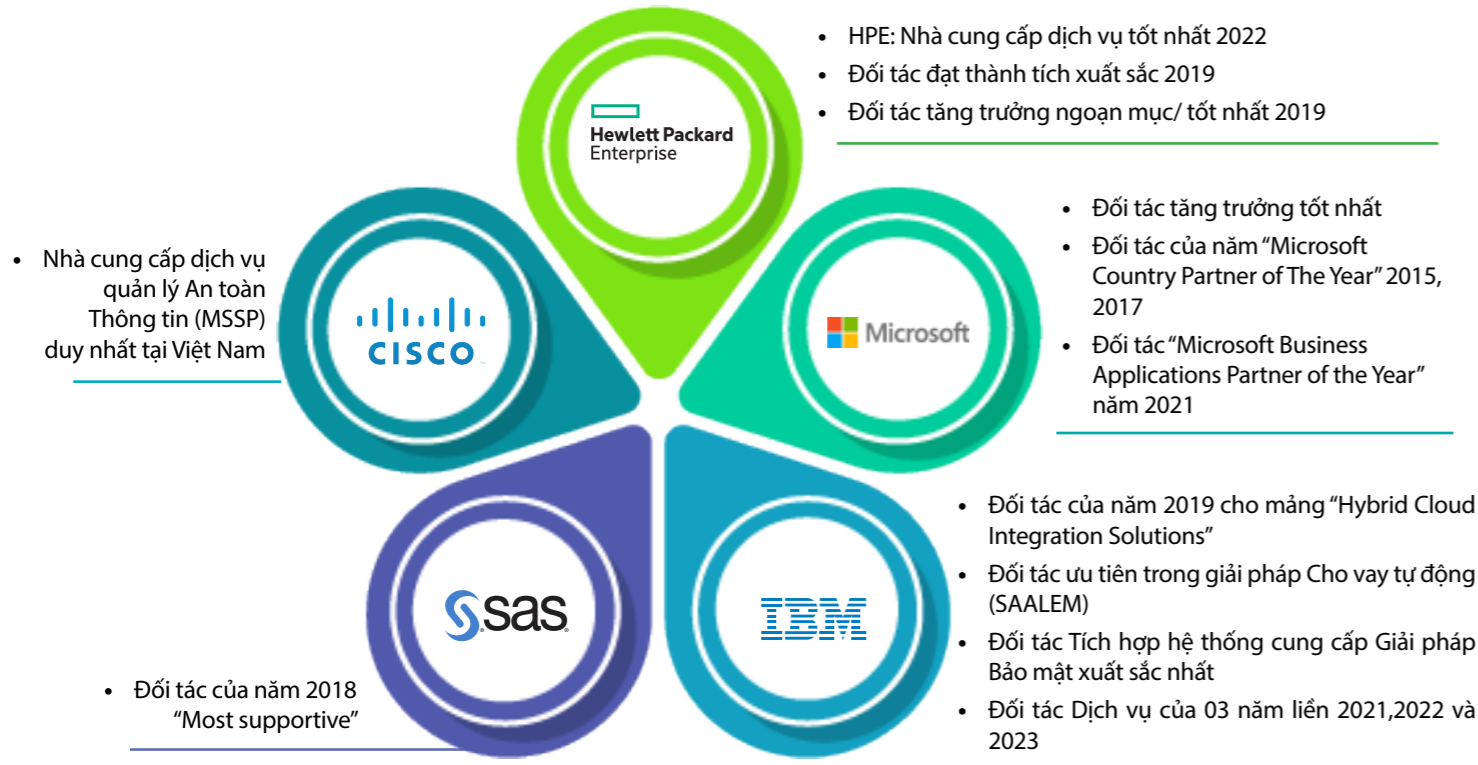 • HPE: Nhà cung cấp dịch vụ tốt nhất 2022
• Đối tác đạt thành tích xuất sắc 2019
• Đối tác tăng trưởng ngoạn mục/ tốt nhất 2019
Hewlett Packard
Enterprise
• Đối tác tăng trưởng tốt nhất
• Đối tác của năm “Microsoft
Country Partner of The Year” 2015,
2017
• Đối tác “Microsoft Business
Applications Partner of the Year”
năm 2021
Microsoft
• Nhà cung cấp dịch vụ
quản lý An toàn
Thông tin (MSSP)
duy nhất tại Việt Nam
CISCO
• Đối tác của năm 2019 cho mảng “Hybrid Cloud
Integration Solutions”
• Đối tác ưu tiên trong giải pháp Cho vay tự động
(SAALEM)
• Đối tác Tích hợp hệ thống cung cấp Giải pháp
Bảo mật xuất sắc nhất
• Đối tác Dịch vụ của 03 năm liền 2021,2022 và
2023
IBM
sas
• Đối tác của năm 2018
“Most supportive”